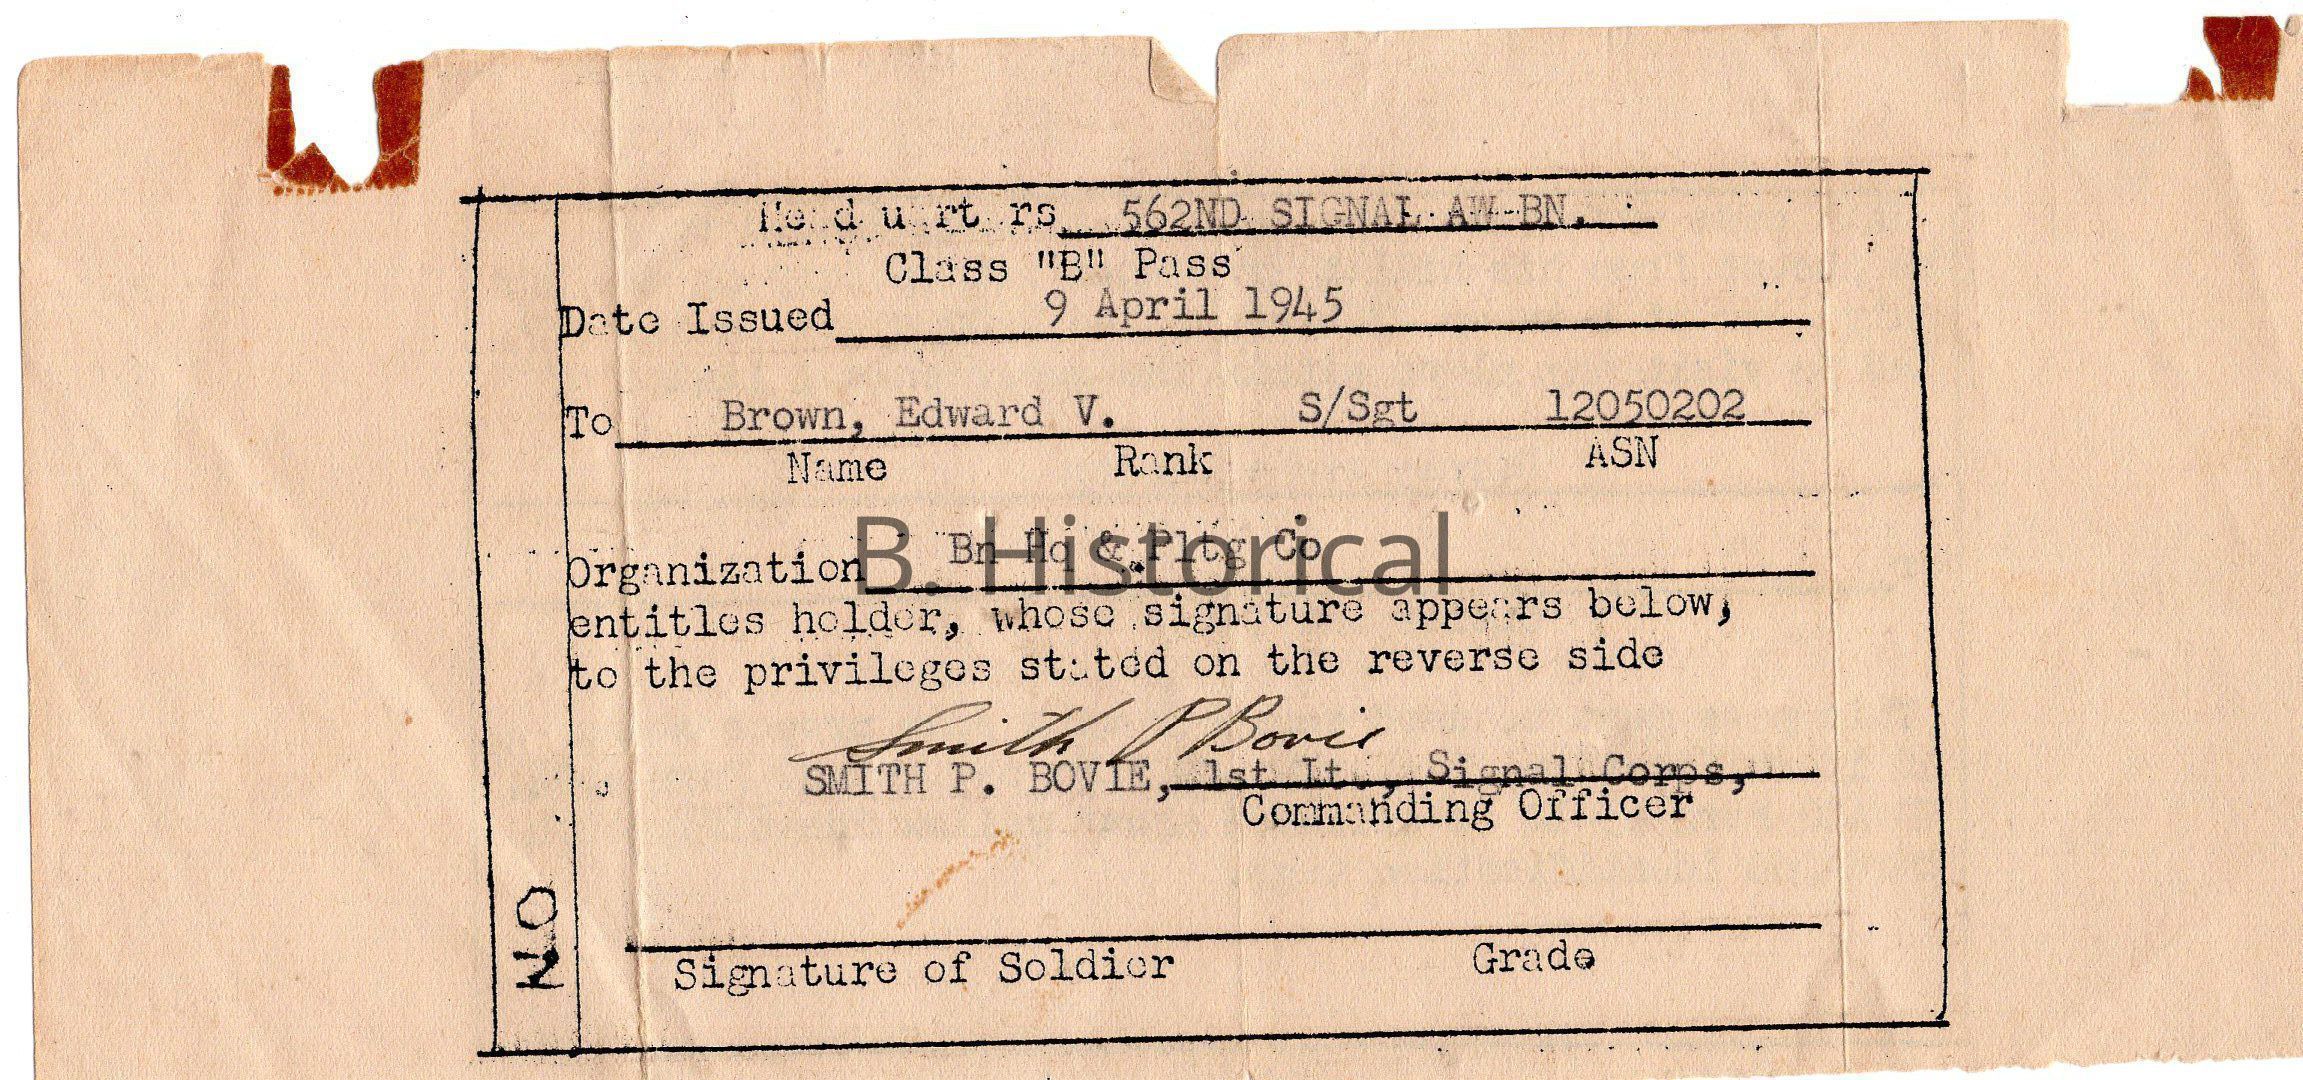 Headquarters 562ND SIGNAL AW BN.
Class "B" Pass
Date Issued 9 April 1945
To Brown, Edward V. S/Sgt 12050202
Name Rank ASN
Organization Bn Hq & Pltg Co
entitles holder, whose signature appears below,
to the privileges stated on the reverse side
Smith P Bovie
SMITH P. BOVIE, 1st Lt., Signal Corps,
Commanding Officer
Signature of Soldier Grade
NO
B. Historical